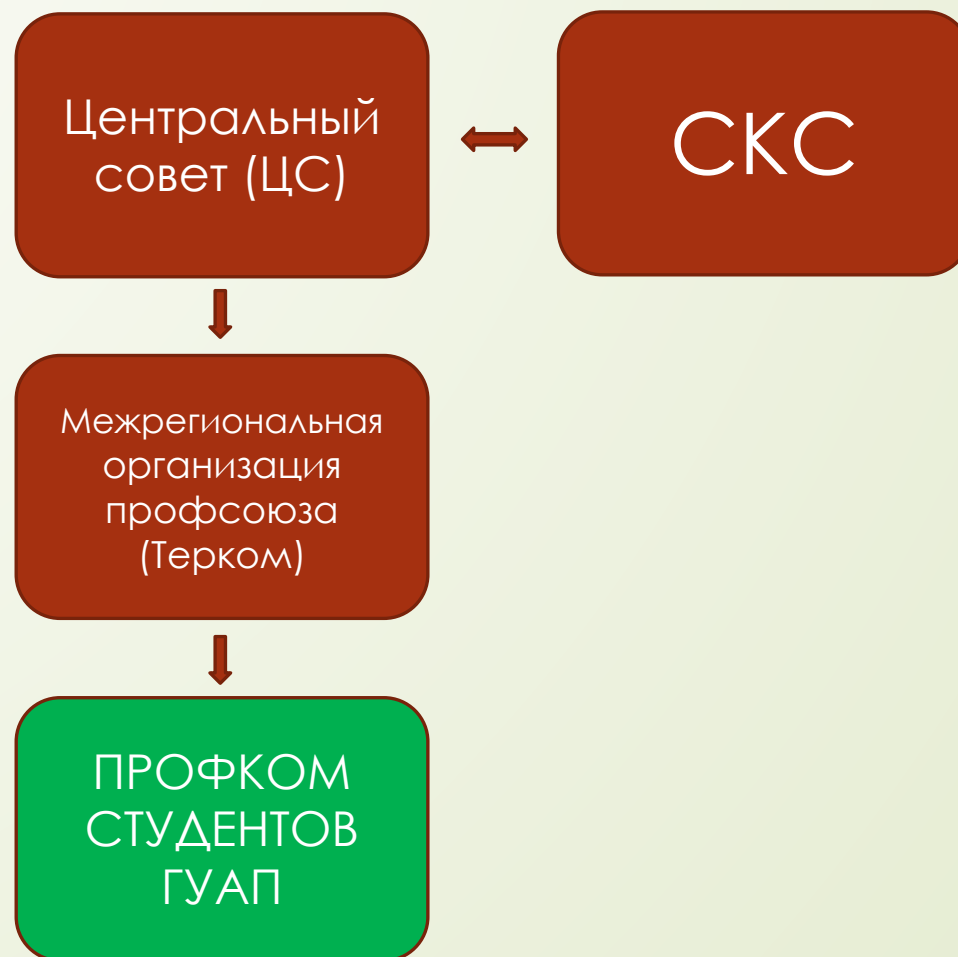 Центральный
совет (ЦС)
СКС
Межрегиональная
организация
профсоюза
(Терком)
ПРОФКОМ
СТУДЕНТОВ
ГУАП